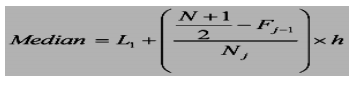 Median = L₁ + ( ( (N + 1)/2 − F_{j−1} ) / N_j ) × h